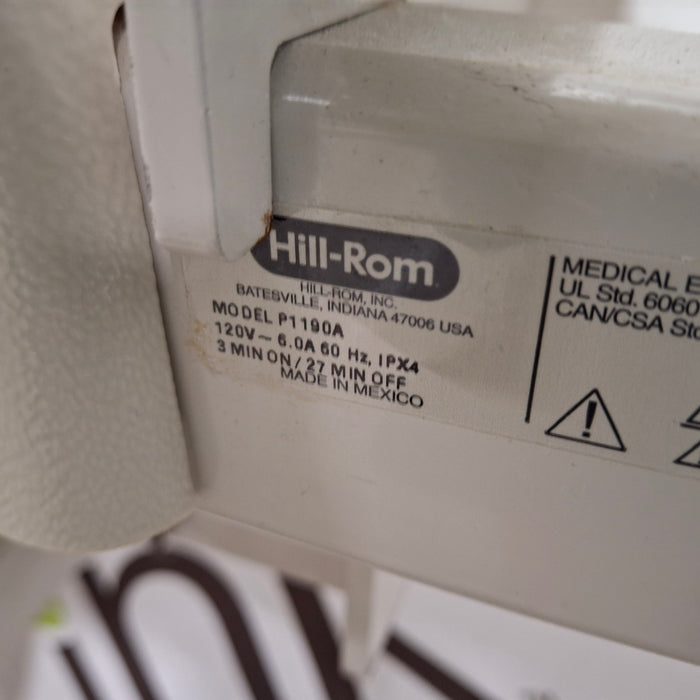 Hill-Rom
HILL-ROM, INC.
BATESVILLE, INDIANA 47006 USA
MODEL P1190A
120V~ 6.0A 60 Hz, IPX4
3 MIN ON / 27 MIN OFF
MADE IN MEXICO
MEDICAL E
UL Std. 6060
CAN/CSA Std